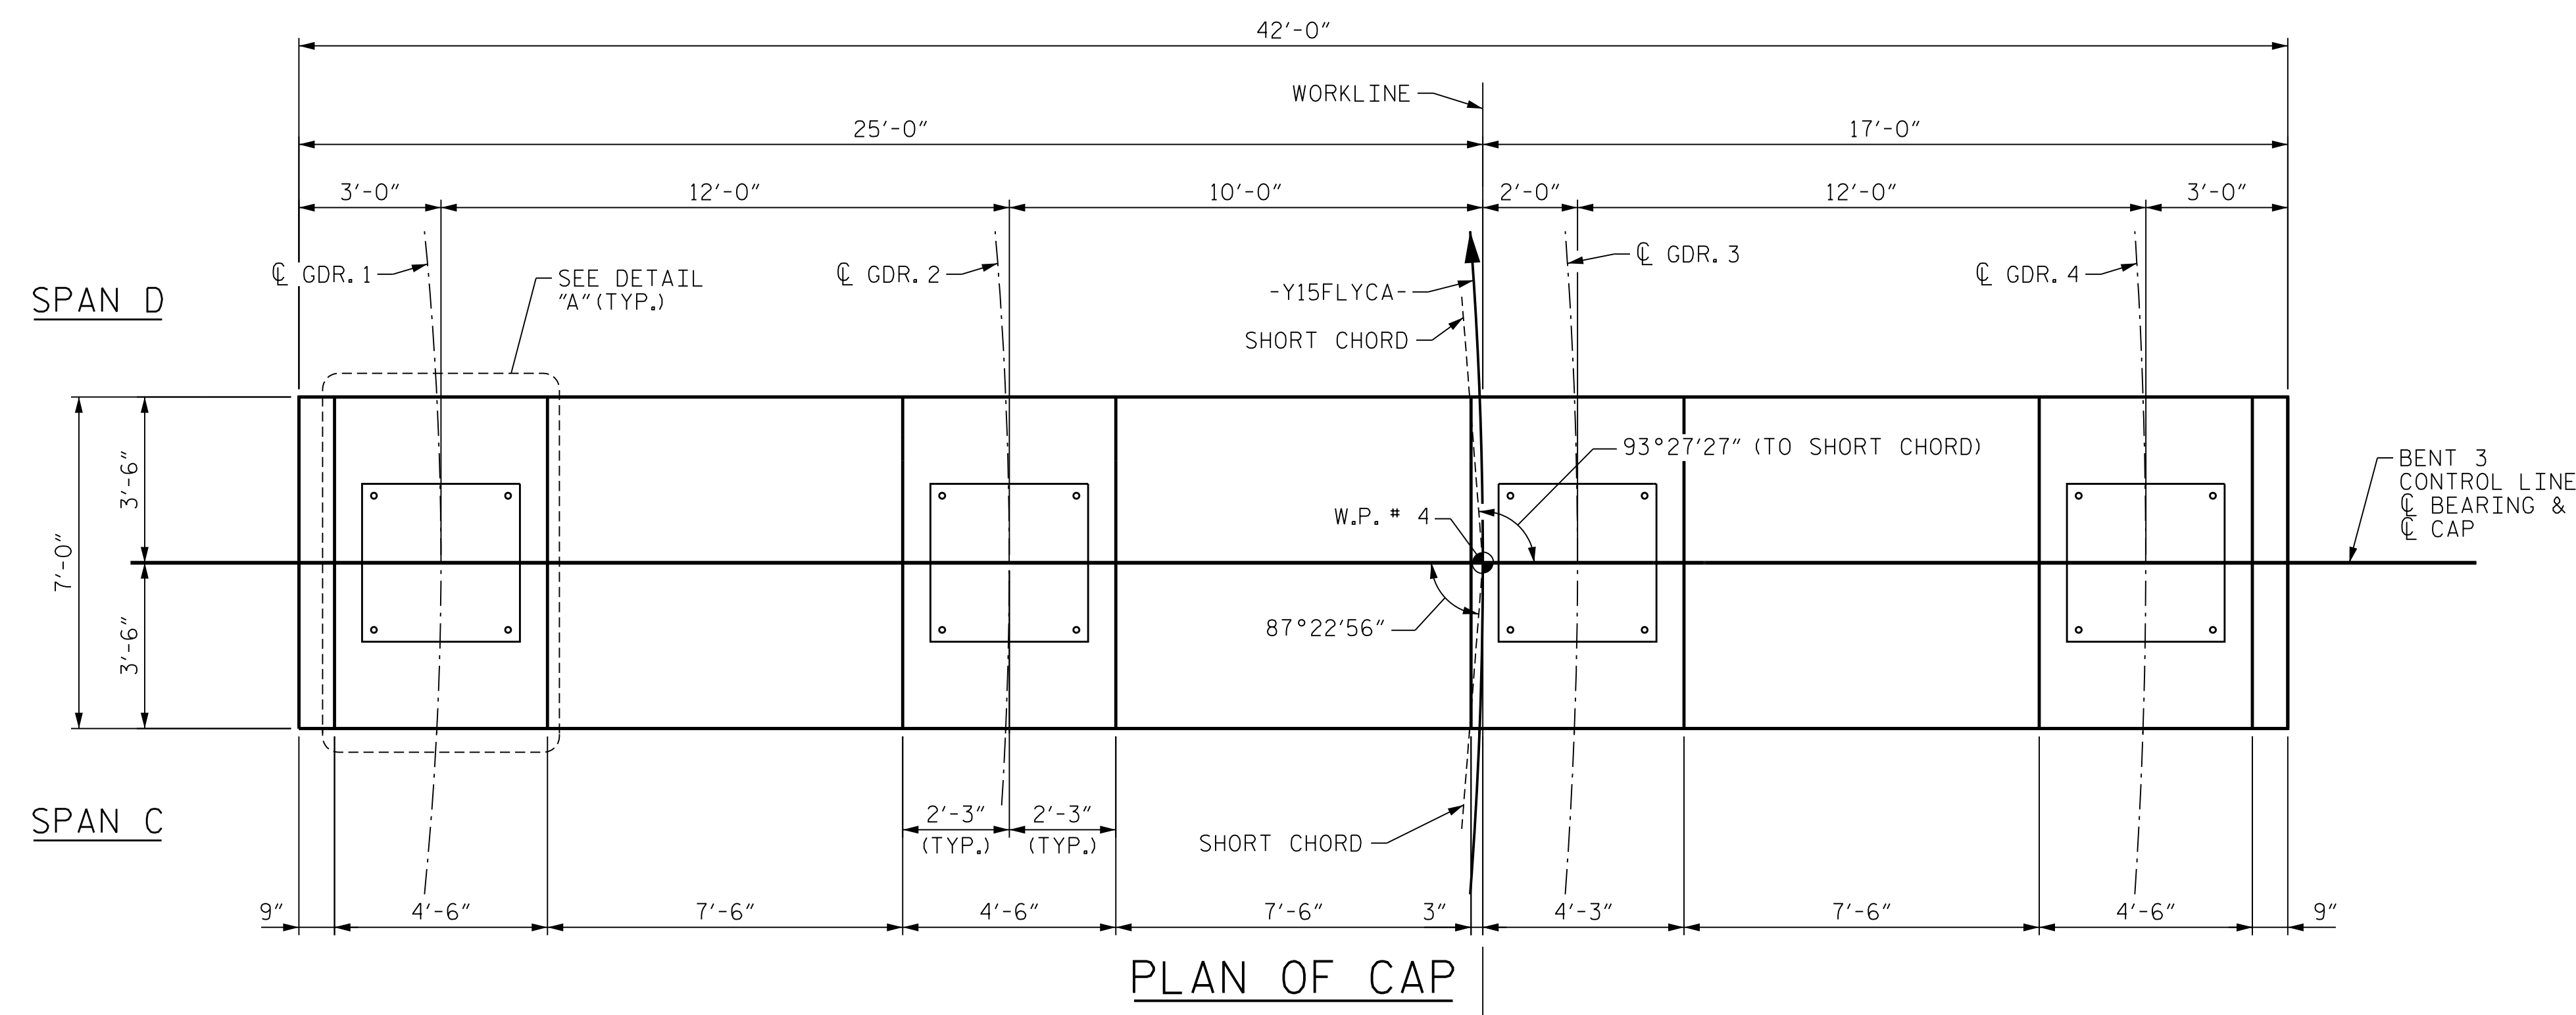 42'-0"
WORKLINE
25'-0"
17'-0"
3'-0"
12'-0"
10'-0"
2'-0"
12'-0"
3'-0"
℄ GDR. 1
SEE DETAIL
"A" (TYP.)
℄ GDR. 2
-Y15FLYCA-
SHORT CHORD
℄ GDR. 3
℄ GDR. 4
SPAN D
93°27'27" (TO SHORT CHORD)
BENT 3
CONTROL LINE
℄ BEARING &
℄ CAP
3'-6"
7'-0"
3'-6"
W.P. # 4
87°22'56"
SPAN C
2'-3"
(TYP.)
2'-3"
(TYP.)
SHORT CHORD
9"
4'-6"
7'-6"
4'-6"
7'-6"
3"
4'-3"
7'-6"
4'-6"
9"
PLAN OF CAP